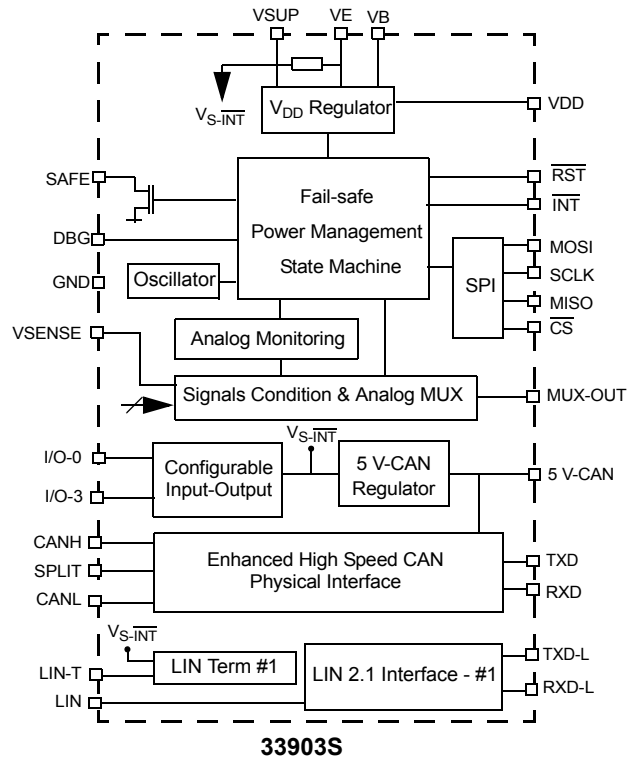 VSUP VE VB
VS-INT
VDD Regulator
VDD
SAFE
Fail-safe
Power Management
State Machine
RST
INT
DBG
GND
Oscillator
SPI
MOSI
SCLK
MISO
CS
VSENSE
Analog Monitoring
Signals Condition & Analog MUX
MUX-OUT
VS-INT
I/O-0
I/O-3
Configurable
Input-Output
5 V-CAN
Regulator
5 V-CAN
CANH
SPLIT
CANL
Enhanced High Speed CAN
Physical Interface
TXD
RXD
VS-INT
LIN-T
LIN
LIN Term #1
LIN 2.1 Interface - #1
TXD-L
RXD-L
33903S